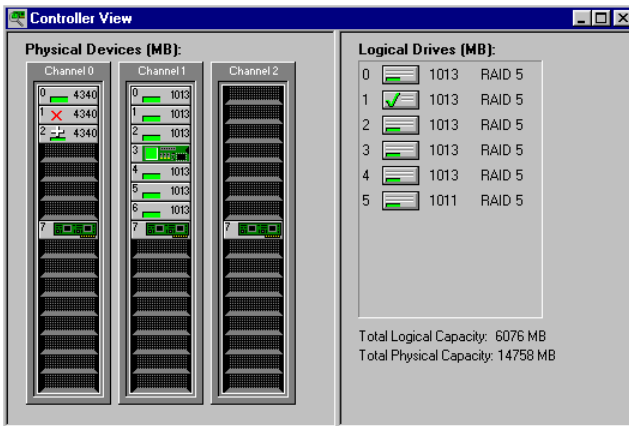 Controller View
Physical Devices (MB):
Channel 0
0 4340
1 4340
2 4340
7
Channel 1
0 1013
1 1013
2 1013
3
4 1013
5 1013
6 1013
7
Channel 2
7
Logical Drives (MB):
0 1013 RAID 5
1 1013 RAID 5
2 1013 RAID 5
3 1013 RAID 5
4 1013 RAID 5
5 1011 RAID 5
Total Logical Capacity: 6076 MB
Total Physical Capacity: 14758 MB